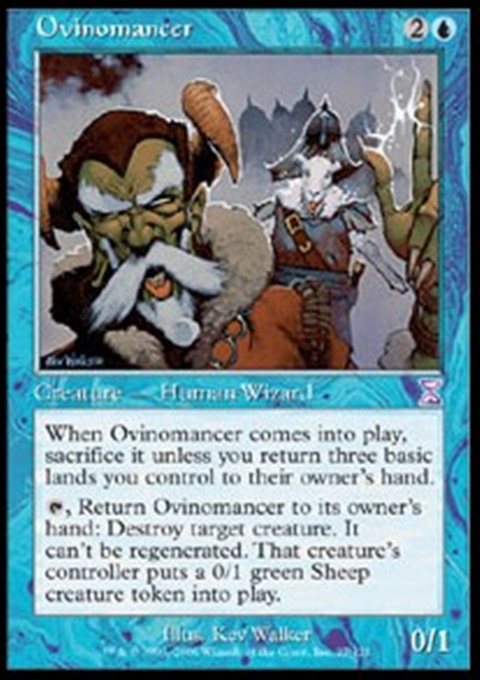 Ovinomancer 2
Kev Walker
Creature — Human Wizard
When Ovinomancer comes into play,
sacrifice it unless you return three basic
lands you control to their owner's hand.
, Return Ovinomancer to its owner's
hand: Destroy target creature. It
can't be regenerated. That creature's
controller puts a 0/1 green Sheep
creature token into play.
Illus. Kev Walker
0/1